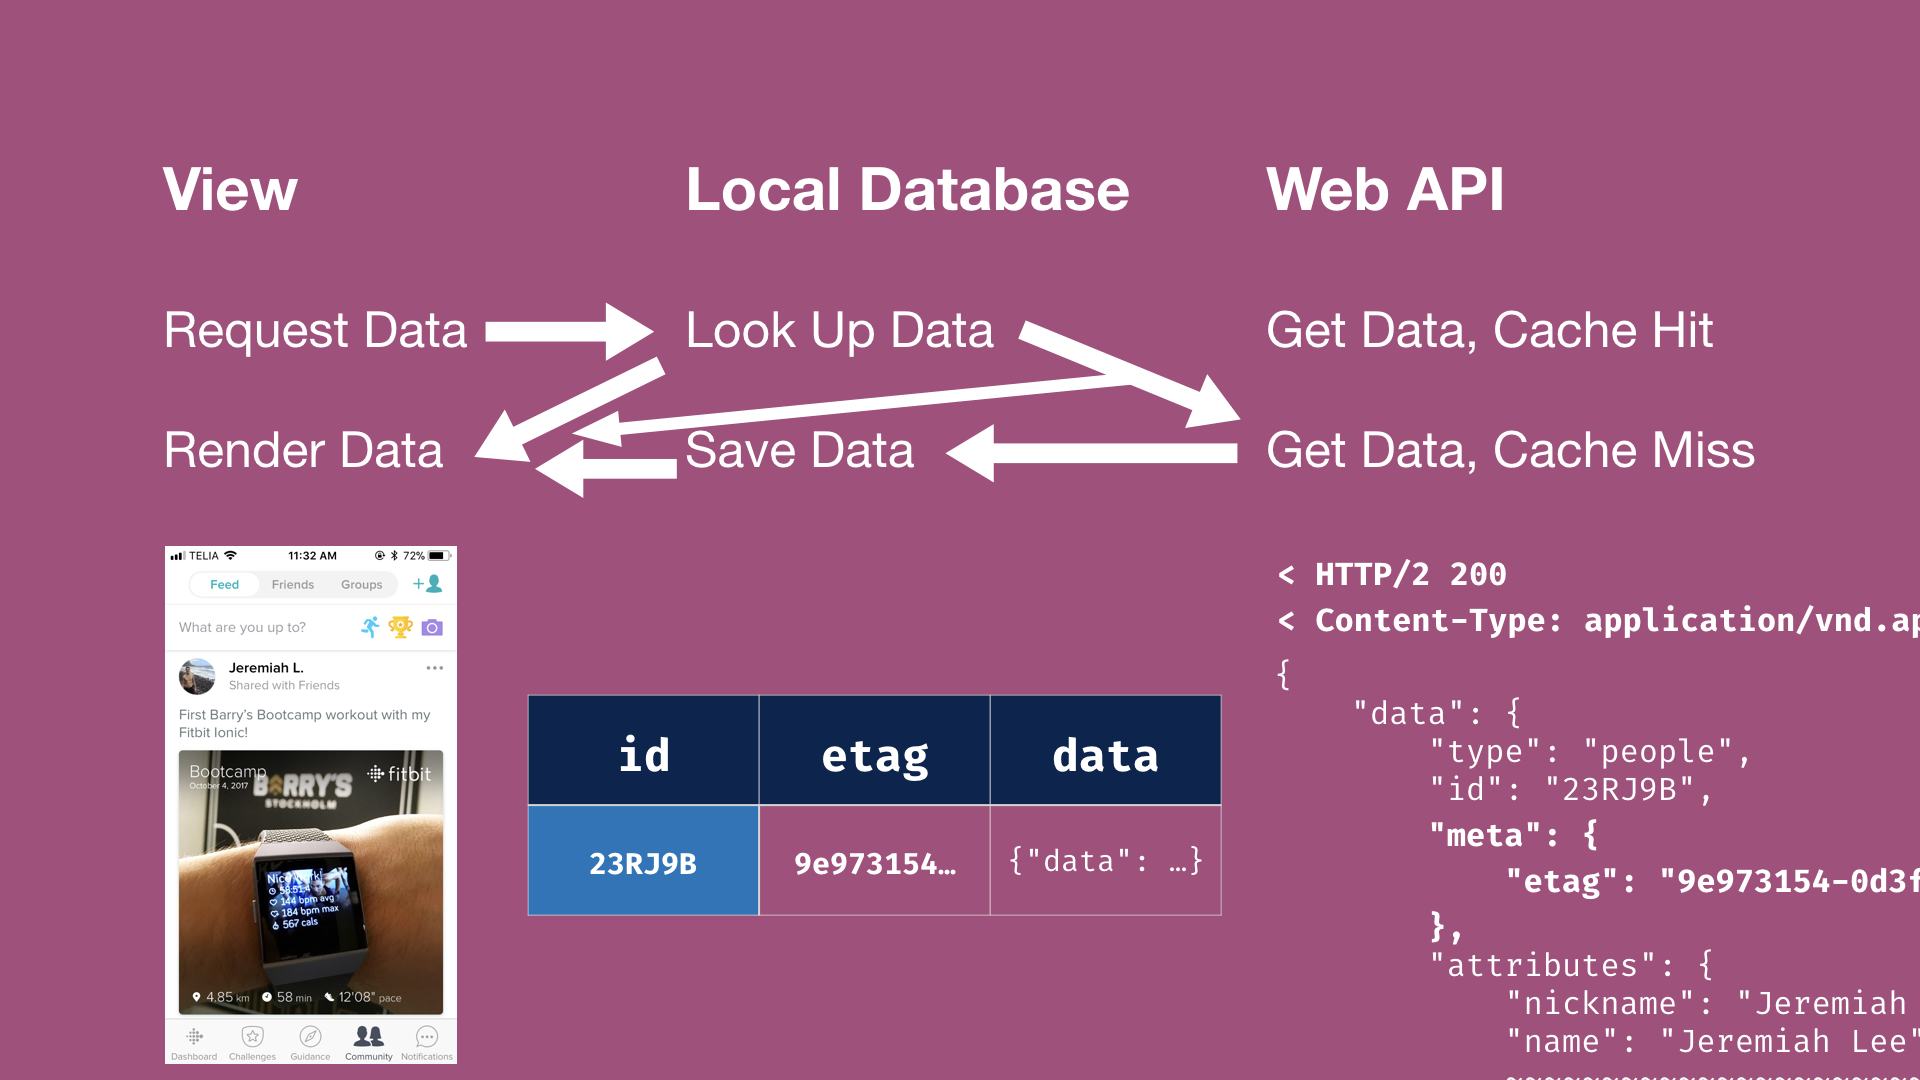 View
Local Database
Web API
Request Data
Look Up Data
Get Data, Cache Hit
Render Data
Save Data
Get Data, Cache Miss
TELIA
11:32 AM
72%
Feed
Friends
Groups
What are you up to?
Jeremiah L.
Shared with Friends
First Barry’s Bootcamp workout with my
Fitbit Ionic!
Bootcamp
October 4, 2017
fitbit
BARRY'S
STOCKHOLM
58:51.4
144 bpm avg
184 bpm max
567 cals
4.85 km
58 min
12'08" pace
Dashboard
Challenges
Guidance
Community
Notifications
id
etag
data
23RJ9B
9e973154…
{"data": …}
< HTTP/2 200
< Content-Type: application/vnd.ap
{
"data": {
"type": "people",
"id": "23RJ9B",
"meta": {
"etag": "9e973154-0d3f
},
"attributes": {
"nickname": "Jeremiah
"name": "Jeremiah Lee"